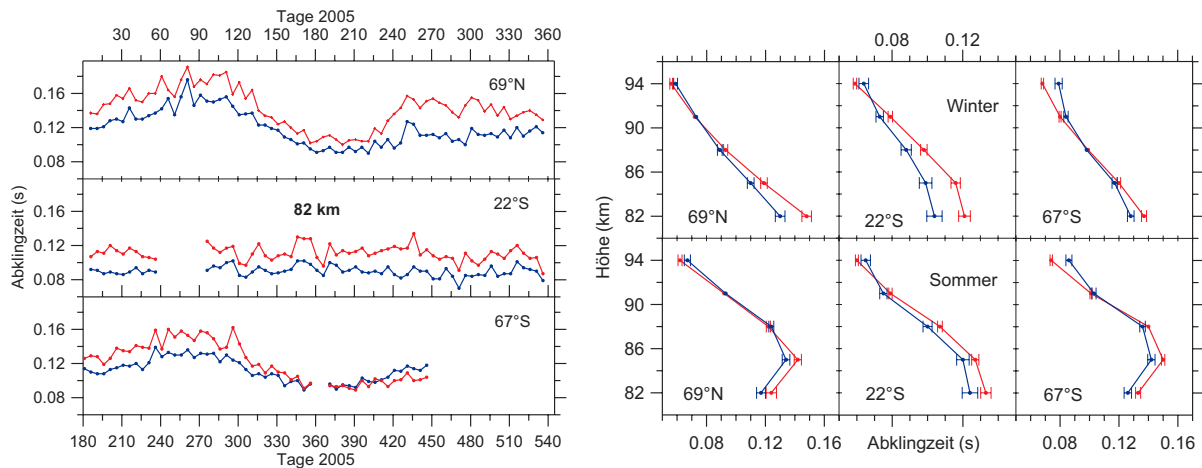 Tage 2005
30 60 90 120 150 180 210 240 270 300 330 360
0.16
0.12
0.08
69°N
Abklingzeit (s)
0.16
0.12
0.08
82 km
22°S
0.16
0.12
0.08
67°S
180 210 240 270 300 330 360 390 420 450 480 510 540
Tage 2005
0.08 0.12
Höhe (km)
94
90
86
82
69°N
22°S
Winter
67°S
94
90
86
82
69°N
22°S
Sommer
67°S
0.08 0.12 0.16
Abklingzeit (s)
0.08 0.12 0.16